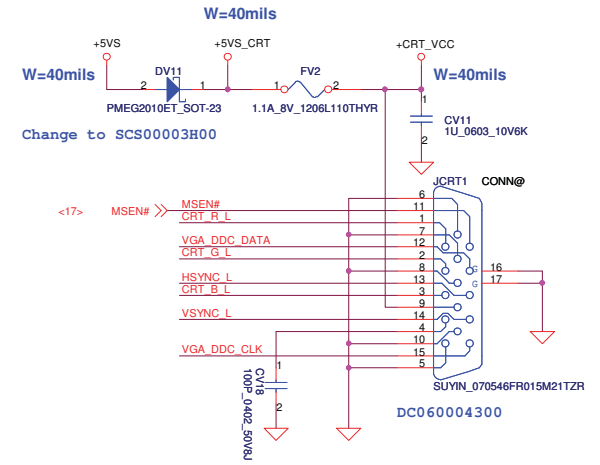 W=40mils
+5VS
+5VS_CRT
+CRT_VCC
W=40mils
DV11
FV2
W=40mils
2
1
1
2
1
PMEG2010ET_SOT-23
1.1A_8V_1206L110THYR
CV11
1U_0603_10V6K
Change to SCS00003H00
2
JCRT1
CONN@
6
<17>
MSEN#
MSEN#
11
CRT_R_L
1
7
VGA_DDC_DATA
12
CRT_G_L
2
8
G
16
HSYNC_L
13
G
17
CRT_B_L
3
9
VSYNC_L
14
4
10
VGA_DDC_CLK
15
5
1
CV18
100P_0402_50V8J
2
SUYIN_070546FR015M21TZR
DC060004300